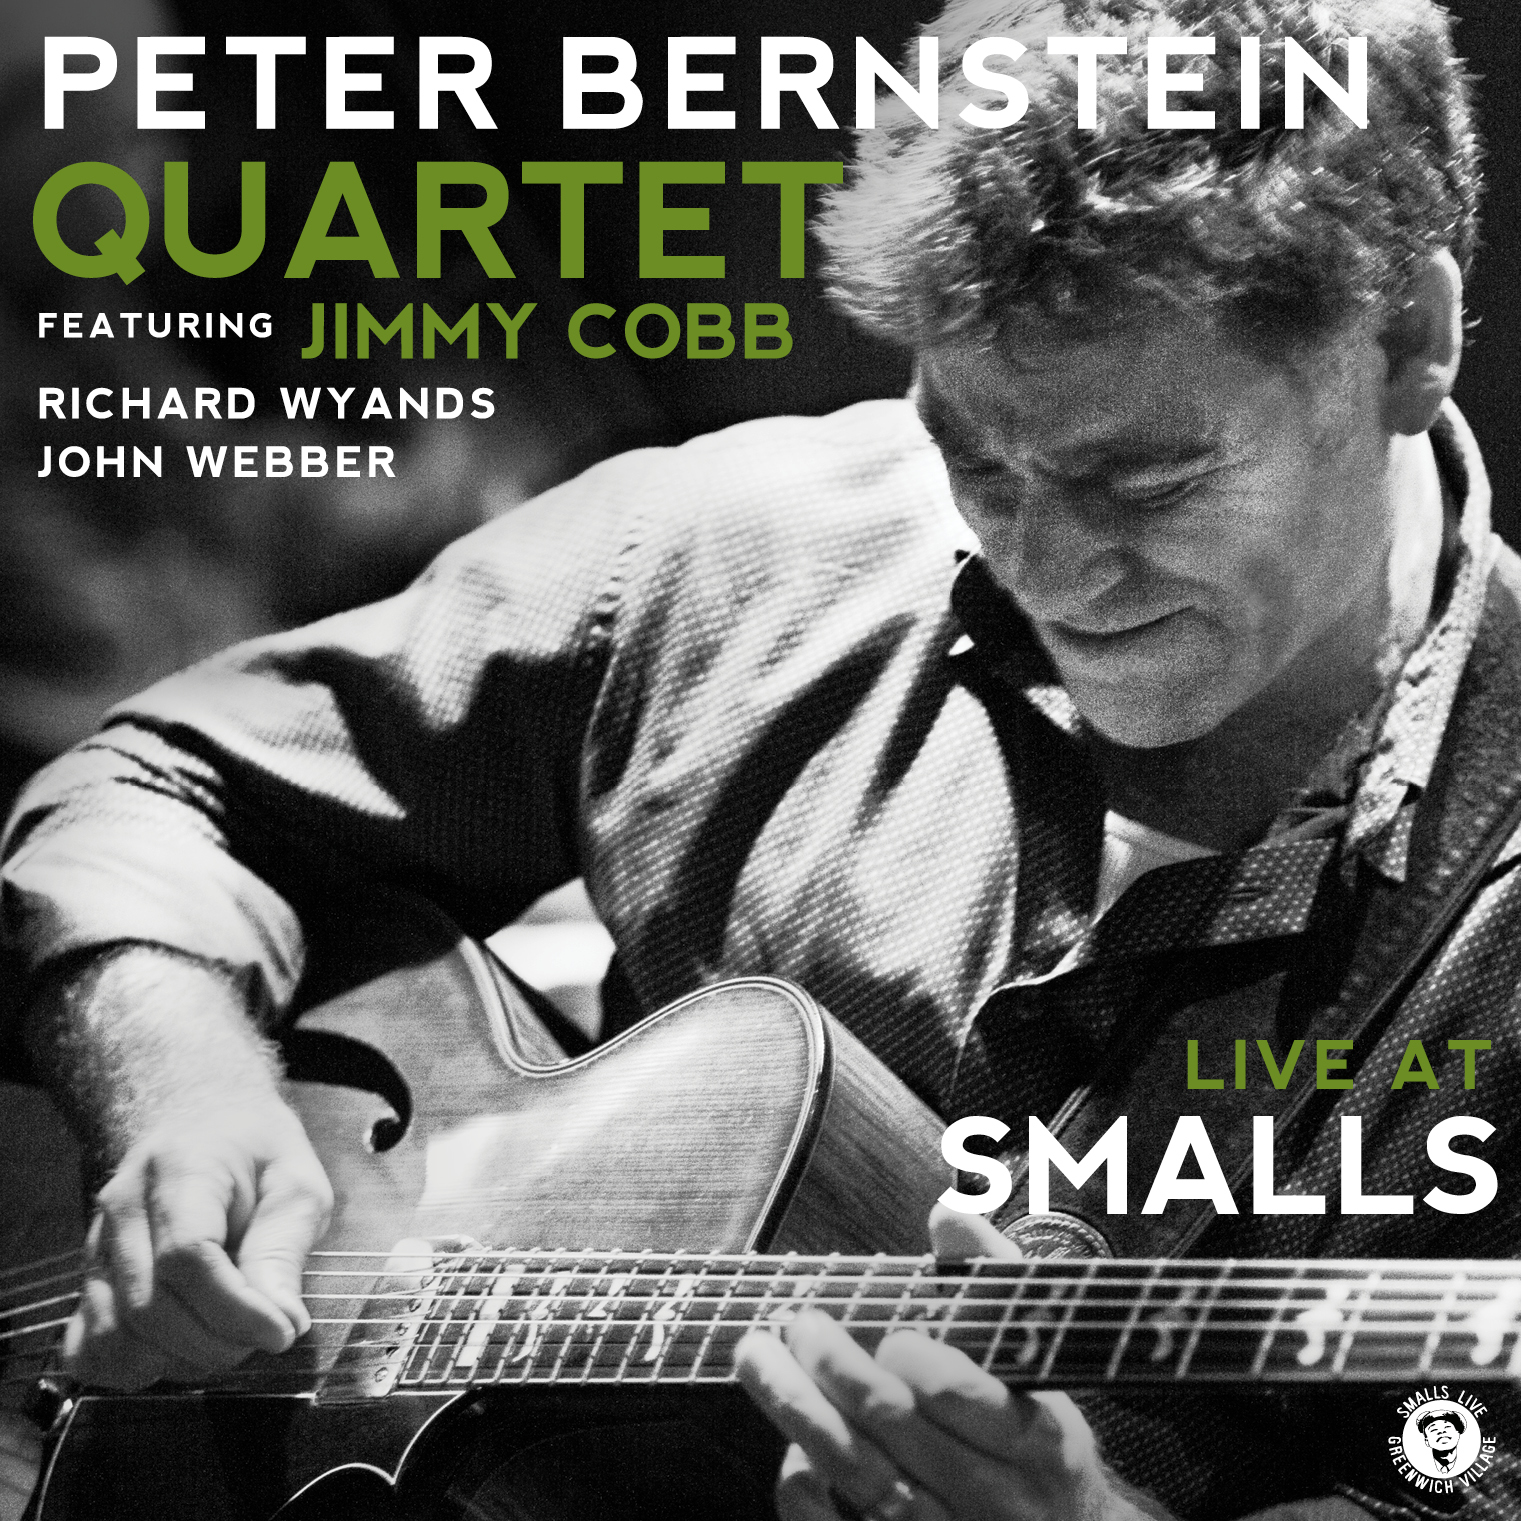 PETER BERNSTEIN
QUARTET
FEATURING JIMMY COBB
RICHARD WYANDS
JOHN WEBBER
LIVE AT
SMALLS
SMALLS LIVE
GREENWICH VILLAGE